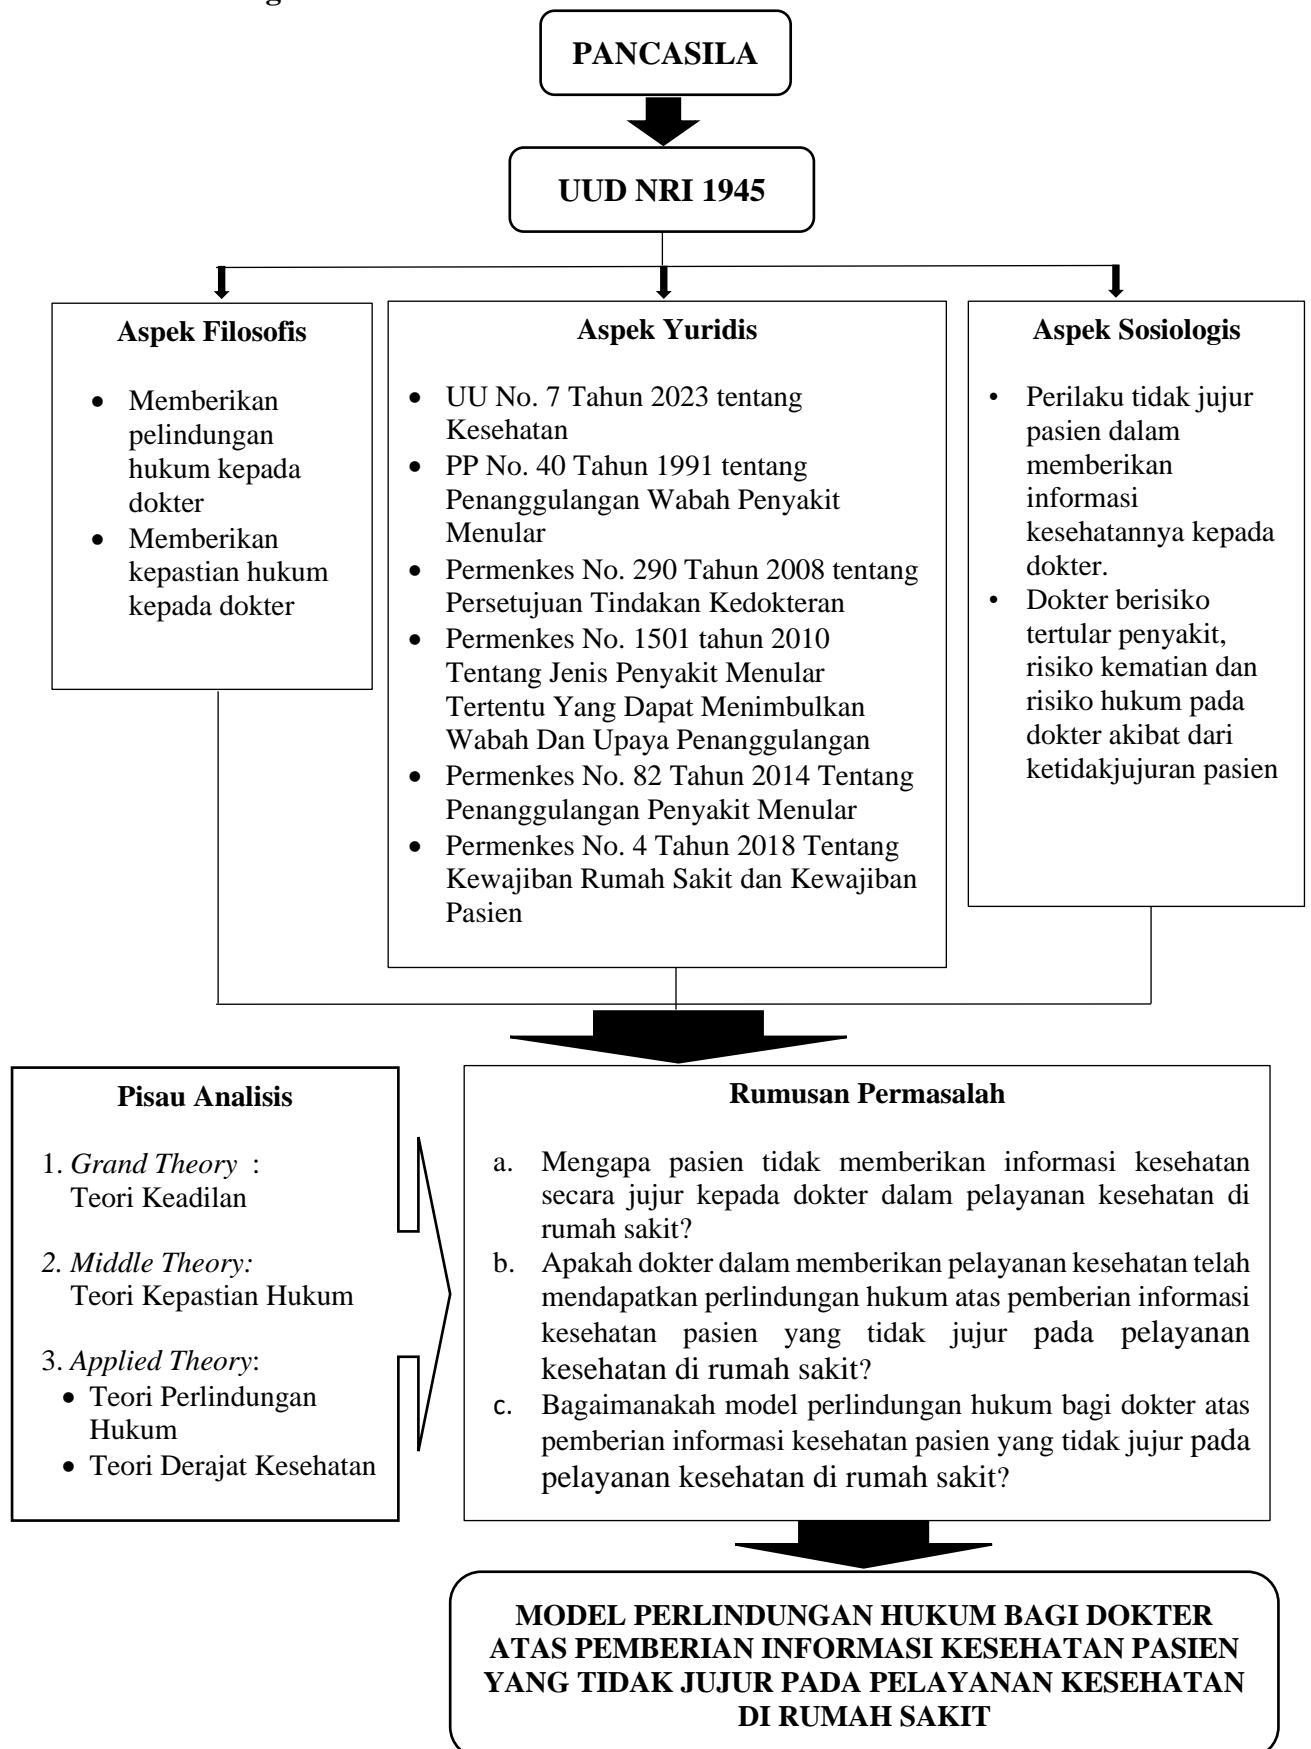 PANCASILA
UUD NRI 1945
Aspek Filosofis
• Memberikan
pelindungan
hukum kepada
dokter
• Memberikan
kepastian hukum
kepada dokter
Aspek Yuridis
• UU No. 7 Tahun 2023 tentang
Kesehatan
• PP No. 40 Tahun 1991 tentang
Penanggulangan Wabah Penyakit
Menular
• Permenkes No. 290 Tahun 2008 tentang
Persetujuan Tindakan Kedokteran
• Permenkes No. 1501 tahun 2010
Tentang Jenis Penyakit Menular
Tertentu Yang Dapat Menimbulkan
Wabah Dan Upaya Penanggulangan
• Permenkes No. 82 Tahun 2014 Tentang
Penanggulangan Penyakit Menular
• Permenkes No. 4 Tahun 2018 Tentang
Kewajiban Rumah Sakit dan Kewajiban
Pasien
Aspek Sosiologis
• Perilaku tidak jujur
pasien dalam
memberikan
informasi
kesehatannya kepada
dokter.
• Dokter berisiko
tertular penyakit,
risiko kematian dan
risiko hukum pada
dokter akibat dari
ketidakjujuran pasien
Pisau Analisis
1. Grand Theory :
Teori Keadilan
2. Middle Theory:
Teori Kepastian Hukum
3. Applied Theory:
• Teori Perlindungan
Hukum
• Teori Derajat Kesehatan
Rumusan Permasalah
a. Mengapa pasien tidak memberikan informasi kesehatan
secara jujur kepada dokter dalam pelayanan kesehatan di
rumah sakit?
b. Apakah dokter dalam memberikan pelayanan kesehatan telah
mendapatkan perlindungan hukum atas pemberian informasi
kesehatan pasien yang tidak jujur pada pelayanan
kesehatan di rumah sakit?
c. Bagaimanakah model perlindungan hukum bagi dokter atas
pemberian informasi kesehatan pasien yang tidak jujur pada
pelayanan kesehatan di rumah sakit?
MODEL PERLINDUNGAN HUKUM BAGI DOKTER
ATAS PEMBERIAN INFORMASI KESEHATAN PASIEN
YANG TIDAK JUJUR PADA PELAYANAN KESEHATAN
DI RUMAH SAKIT